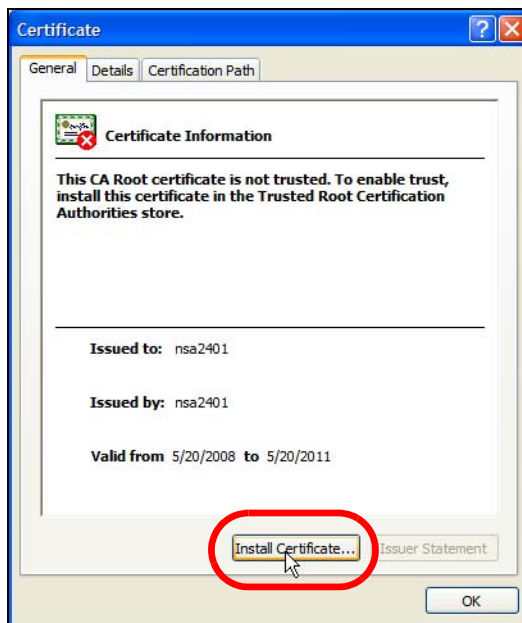 Certificate
General Details Certification Path
Certificate Information
This CA Root certificate is not trusted. To enable trust,
install this certificate in the Trusted Root Certification
Authorities store.
Issued to: nsa2401
Issued by: nsa2401
Valid from 5/20/2008 to 5/20/2011
Install Certificate... Issuer Statement
OK